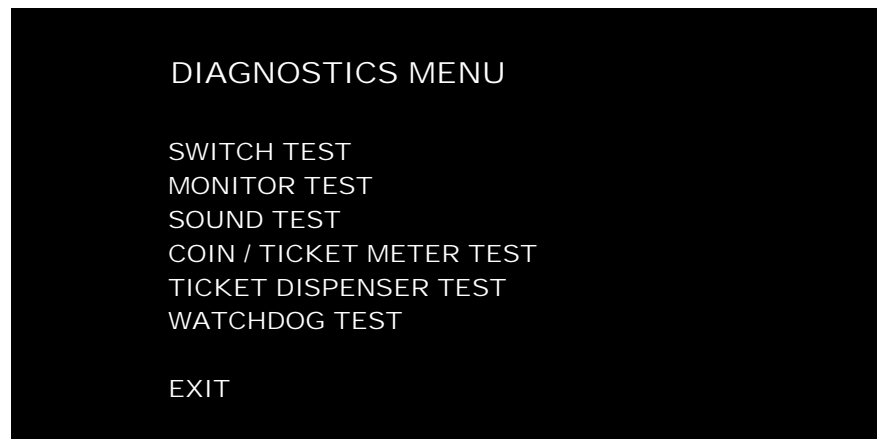 DIAGNOSTICS MENU
SWITCH TEST
MONITOR TEST
SOUND TEST
COIN / TICKET METER TEST
TICKET DISPENSER TEST
WATCHDOG TEST
EXIT